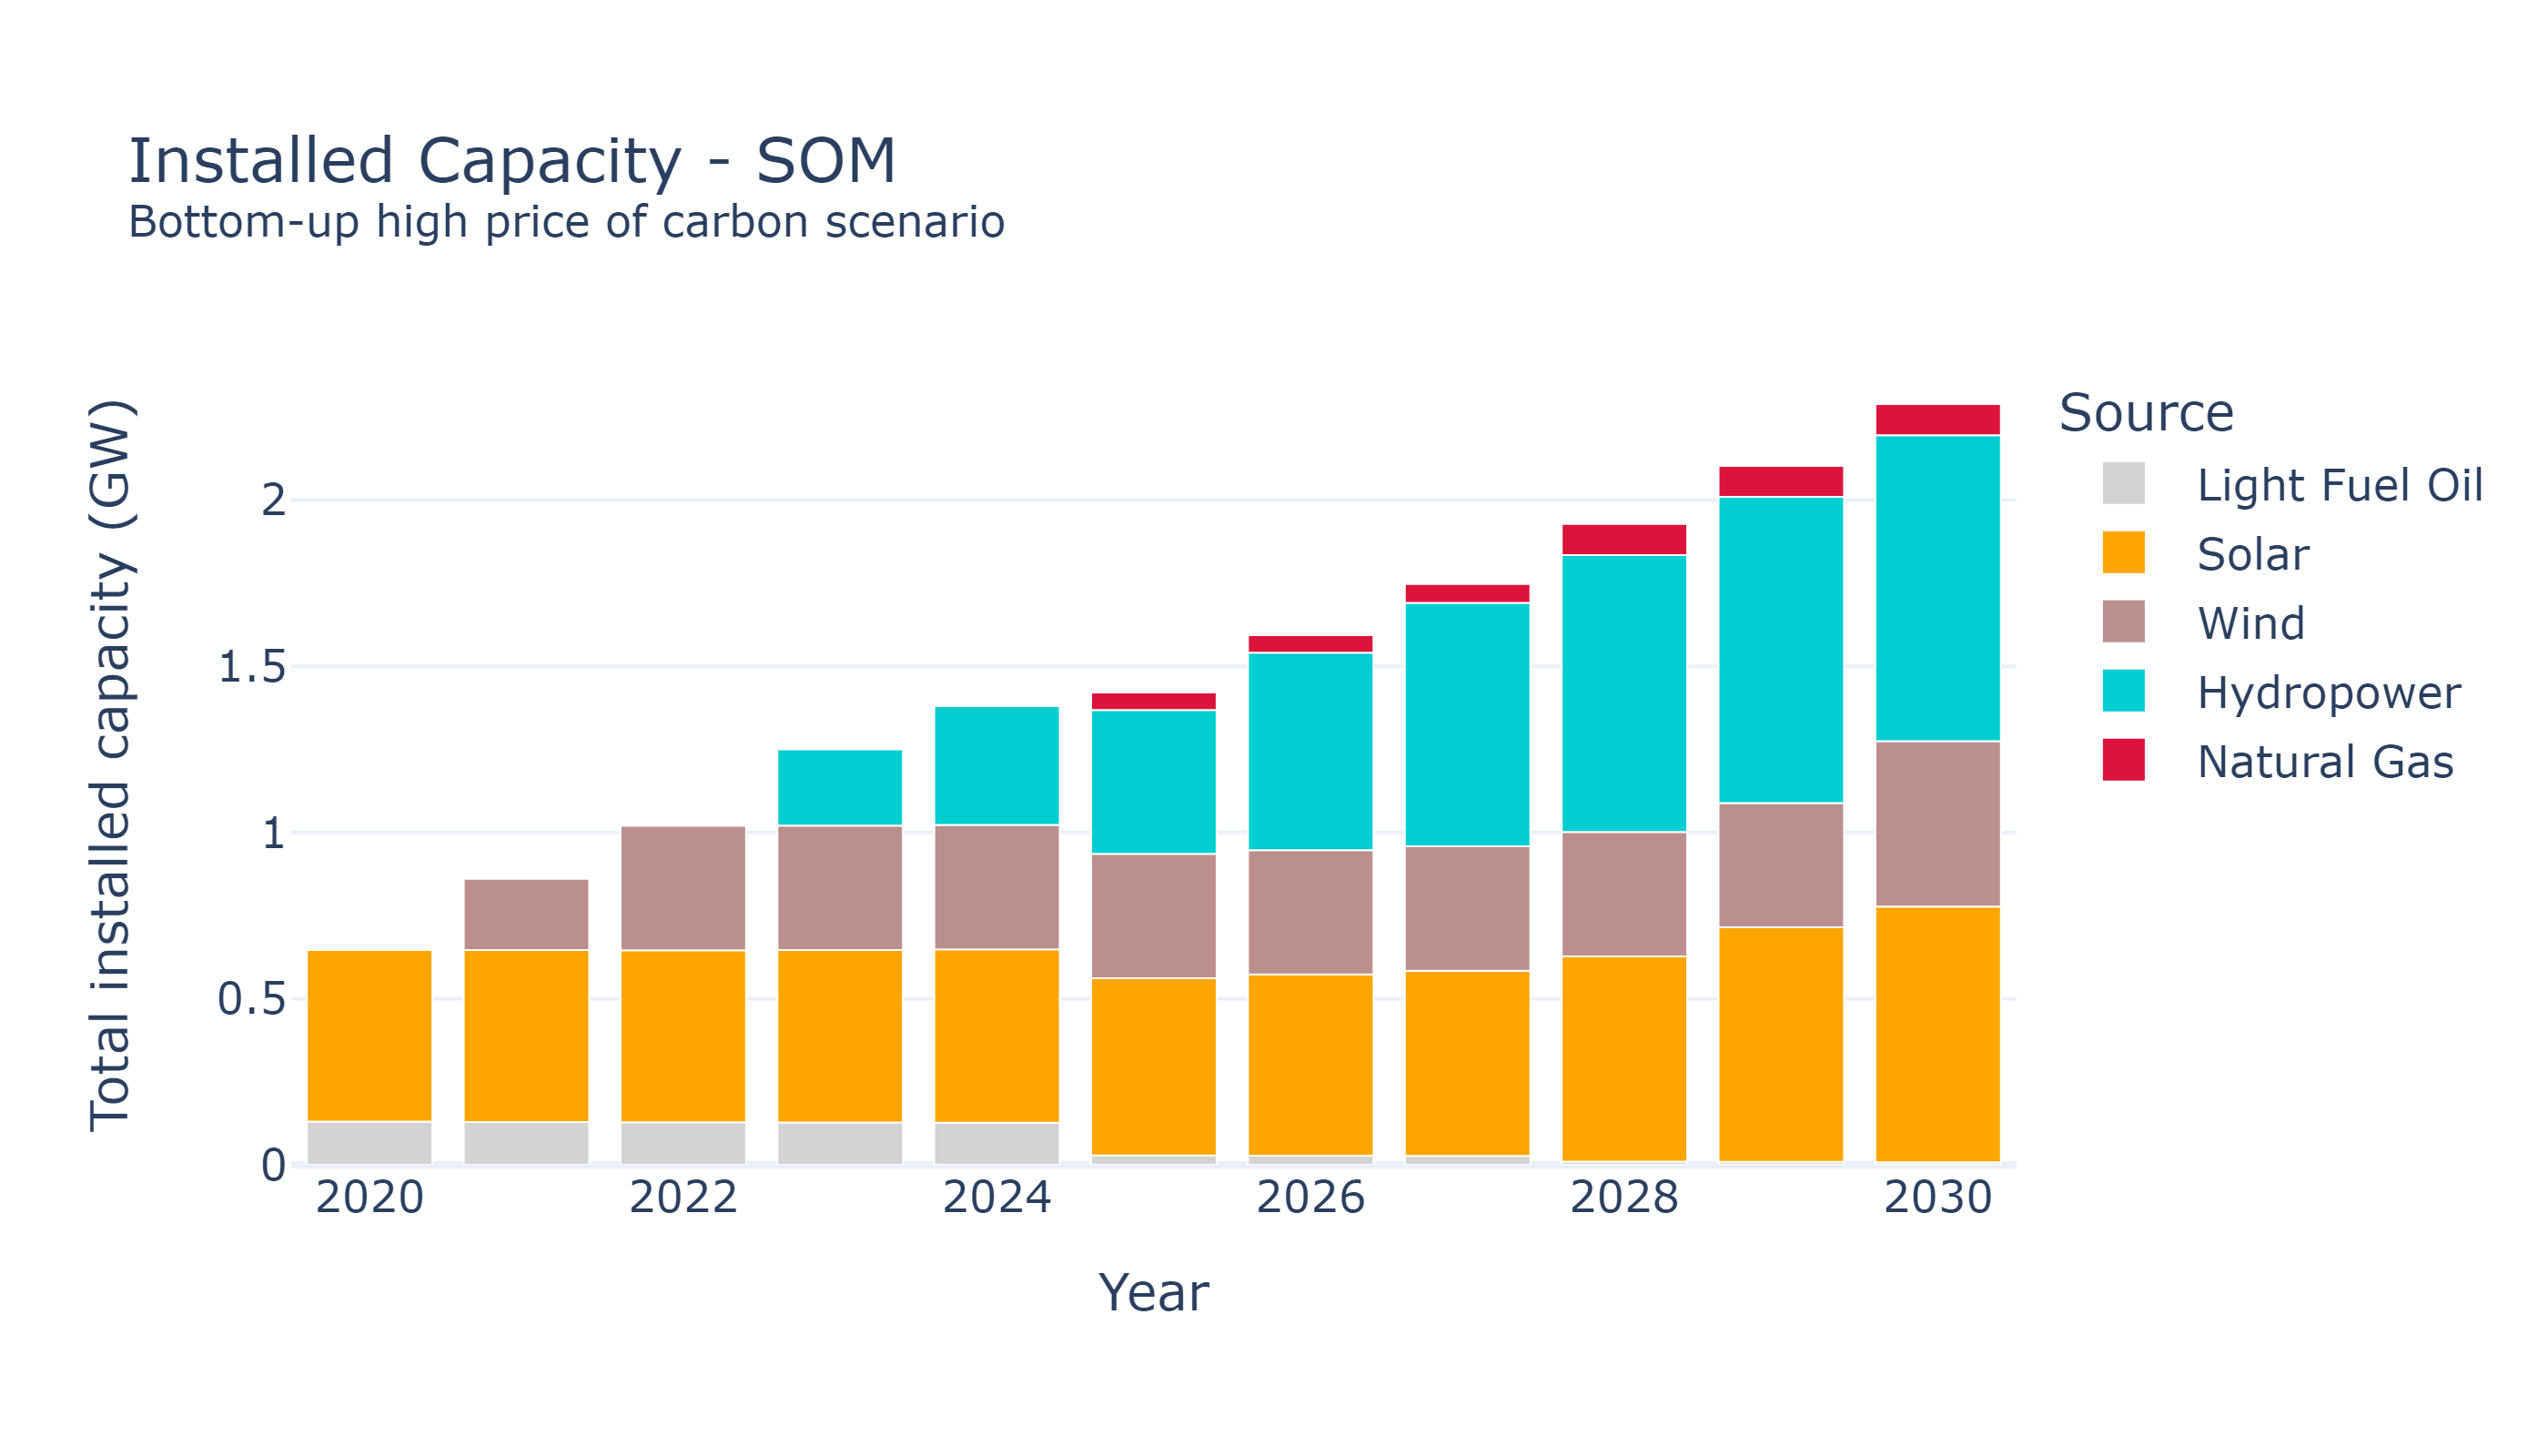 Installed Capacity - SOM
Bottom-up high price of carbon scenario
Total installed capacity (GW)
2
1.5
1
0.5
0
2020 2022 2024 2026 2028 2030
Year
Source
Light Fuel Oil
Solar
Wind
Hydropower
Natural Gas